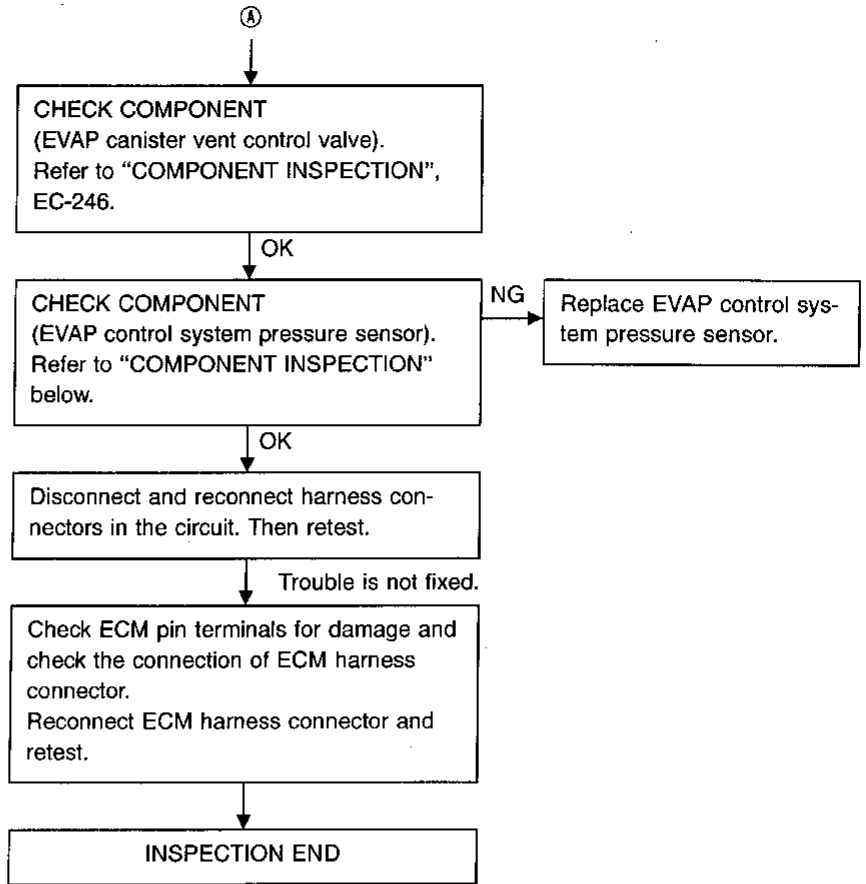 Ⓐ
CHECK COMPONENT
(EVAP canister vent control valve).
Refer to “COMPONENT INSPECTION”,
EC-246.
OK
CHECK COMPONENT
(EVAP control system pressure sensor).
Refer to “COMPONENT INSPECTION”
below.
NG
Replace EVAP control sys-
tem pressure sensor.
OK
Disconnect and reconnect harness con-
nectors in the circuit. Then retest.
Trouble is not fixed.
Check ECM pin terminals for damage and
check the connection of ECM harness
connector.
Reconnect ECM harness connector and
retest.
INSPECTION END